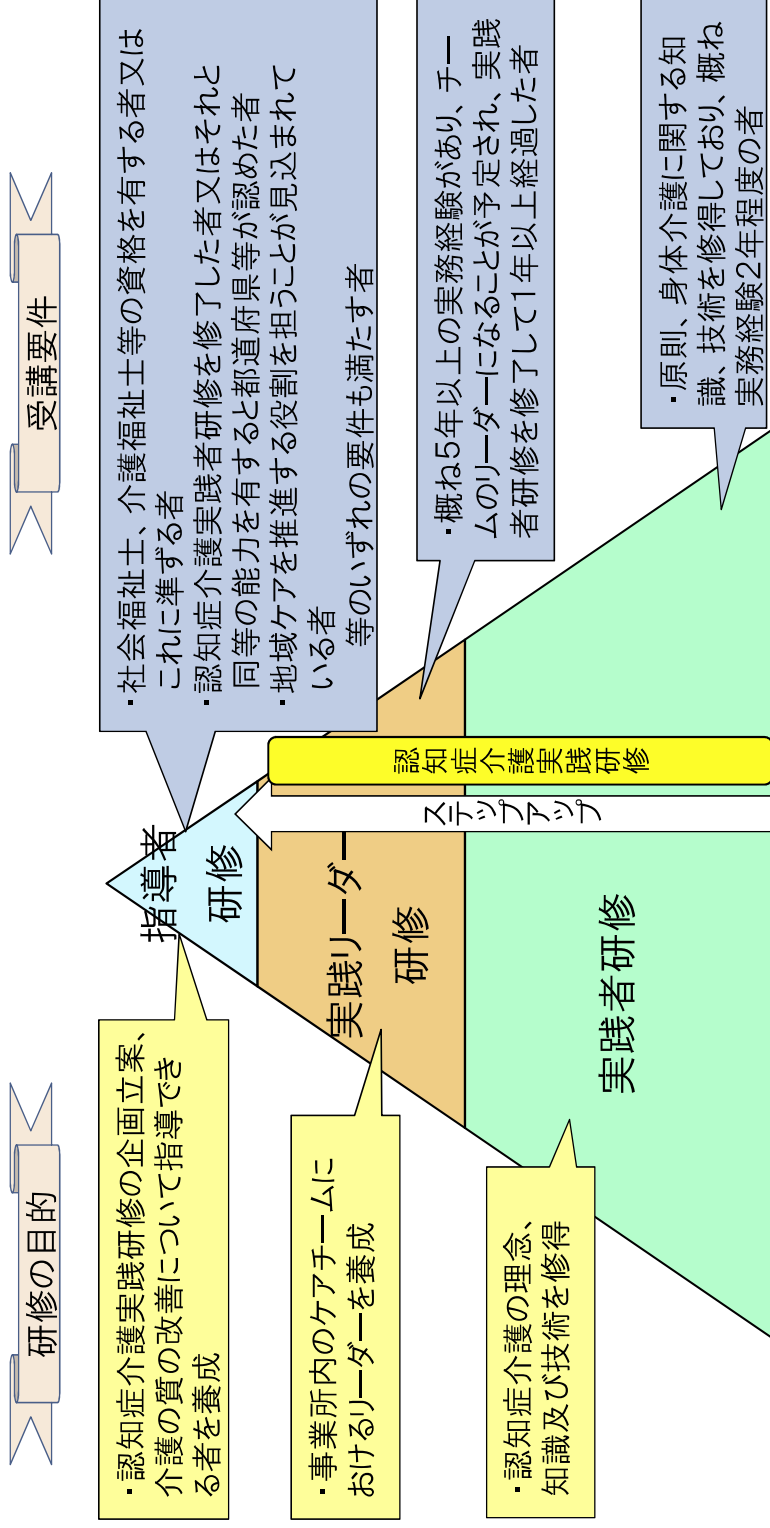 研修の目的
受講要件
・認知症介護実践研修の企画立案、
介護の質の改善について指導でき
る者を養成
指導者
研修
・社会福祉士、介護福祉士等の資格を有する者又は
これに準ずる者
・認知症介護実践者研修を修了した者又はそれと
同等の能力を有すると都道府県等が認めた者
・地域ケアを推進する役割を担うことが見込まれて
いる者
等のいずれの要件も満たす者
・事業所内のケアチームに
おけるリーダーを養成
実践リーダー
研修
・概ね5年以上の実務経験があり、チー
ムのリーダーになることが予定され、実践
者研修を修了して1年以上経過した者
・認知症介護の理念、
知識及び技術を修得
実践者研修
ステップアップ
認知症介護実践研修
・原則、身体介護に関する知
識、技術を修得しており、概ね
実務経験2年程度の者